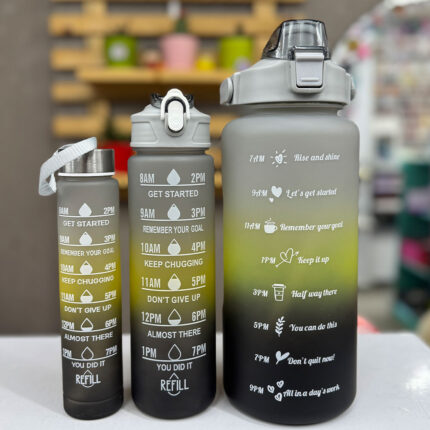 8AM 2PM
GET STARTED
9AM 3PM
REMEMBER YOUR GOAL
10AM 4PM
KEEP CHUGGING
11AM 5PM
DON'T GIVE UP
12PM 6PM
ALMOST THERE
1PM 7PM
YOU DID IT
REFILL
8AM 2PM
GET STARTED
9AM 3PM
REMEMBER YOUR GOAL
10AM 4PM
KEEP CHUGGING
11AM 5PM
DON'T GIVE UP
12PM 6PM
ALMOST THERE
1PM 7PM
YOU DID IT
REFILL
7AM Rise and shine
9AM Let's get started
11AM Remember your goal
1PM Keep it up
3PM Half way there
5PM You can do this
7PM Don't quit now!
9PM All in a day's work